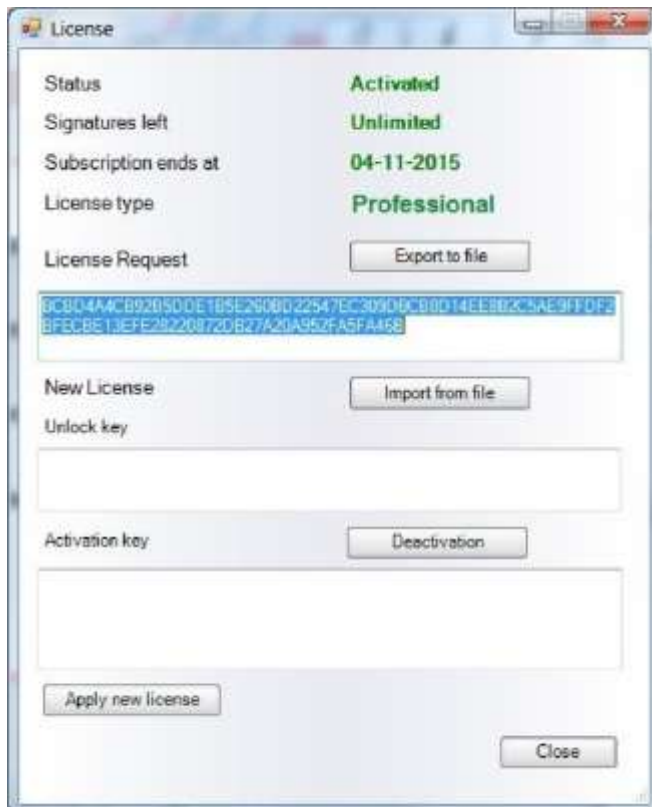 License
Status Activated
Signatures left Unlimited
Subscription ends at 04-11-2015
License type Professional
License Request Export to file
New License Import from file
Unlock key
Activation key Deactivation
Apply new license
Close